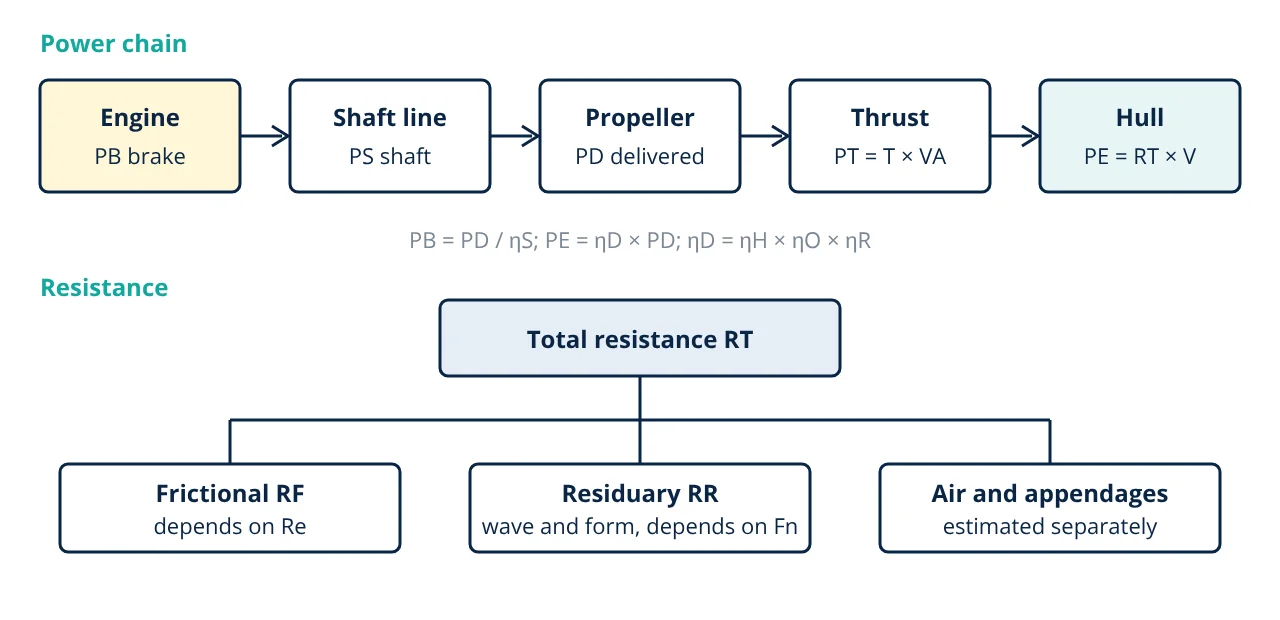 Power chain
Engine
PB brake
Shaft line
PS shaft
Propeller
PD delivered
Thrust
PT = T × VA
Hull
PE = RT × V
PB = PD / ηS; PE = ηD × PD; ηD = ηH × ηO × ηR
Resistance
Total resistance RT
Frictional RF
depends on Re
Residuary RR
wave and form, depends on Fn
Air and appendages
estimated separately